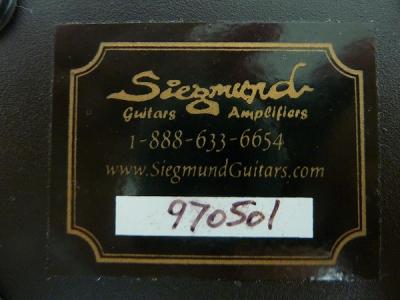 Siegmund
Guitars Amplifiers
1-888-633-6654
www.SiegmundGuitars.com
970501